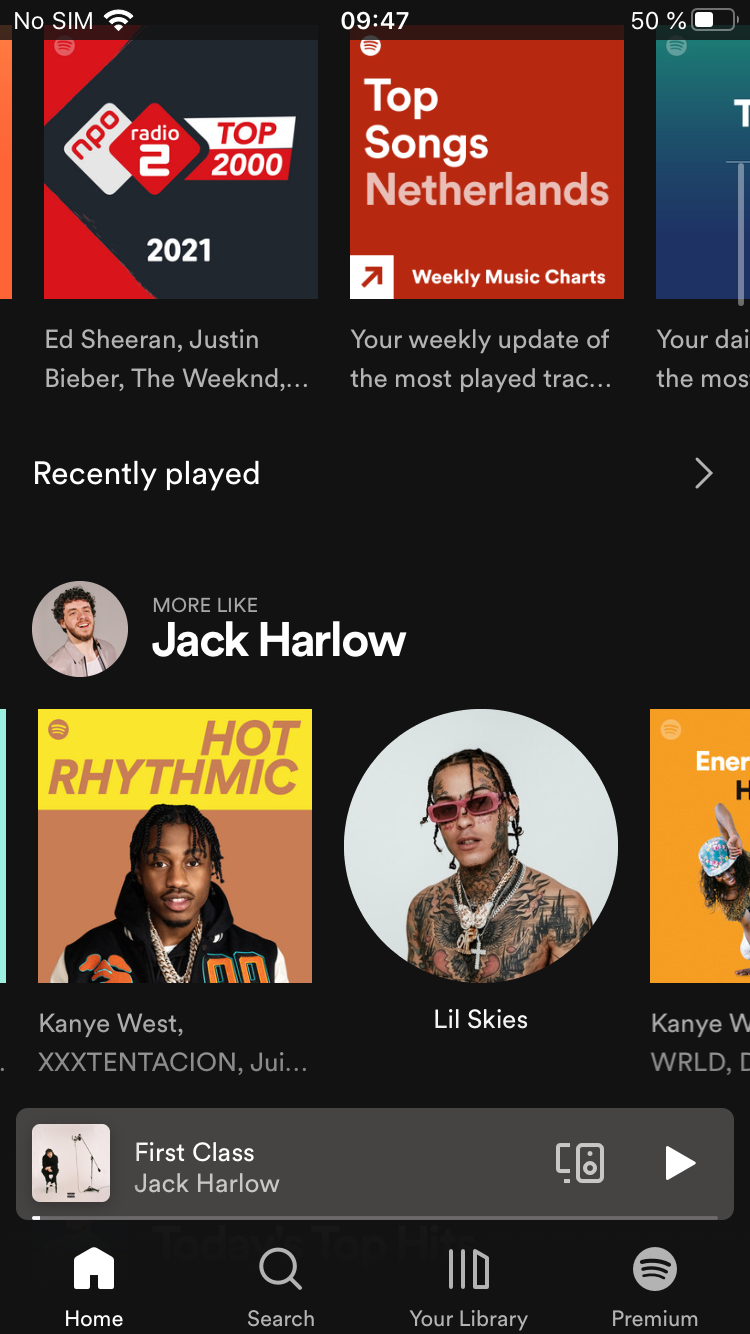 No SIM 09:47 50 %
npo radio 2 TOP 2000
2021
Top
Songs
Netherlands
Weekly Music Charts
Ed Sheeran, Justin
Bieber, The Weeknd,...
Your weekly update of
the most played trac...
Your dai
the mos
Recently played
MORE LIKE
Jack Harlow
HOT
RHYTHMIC
Ener
H
Kanye West,
XXXTENTACION, Jui...
Lil Skies
Kanye W
WRLD, D
First Class
Jack Harlow
Today's Top Hits
Home Search Your Library Premium